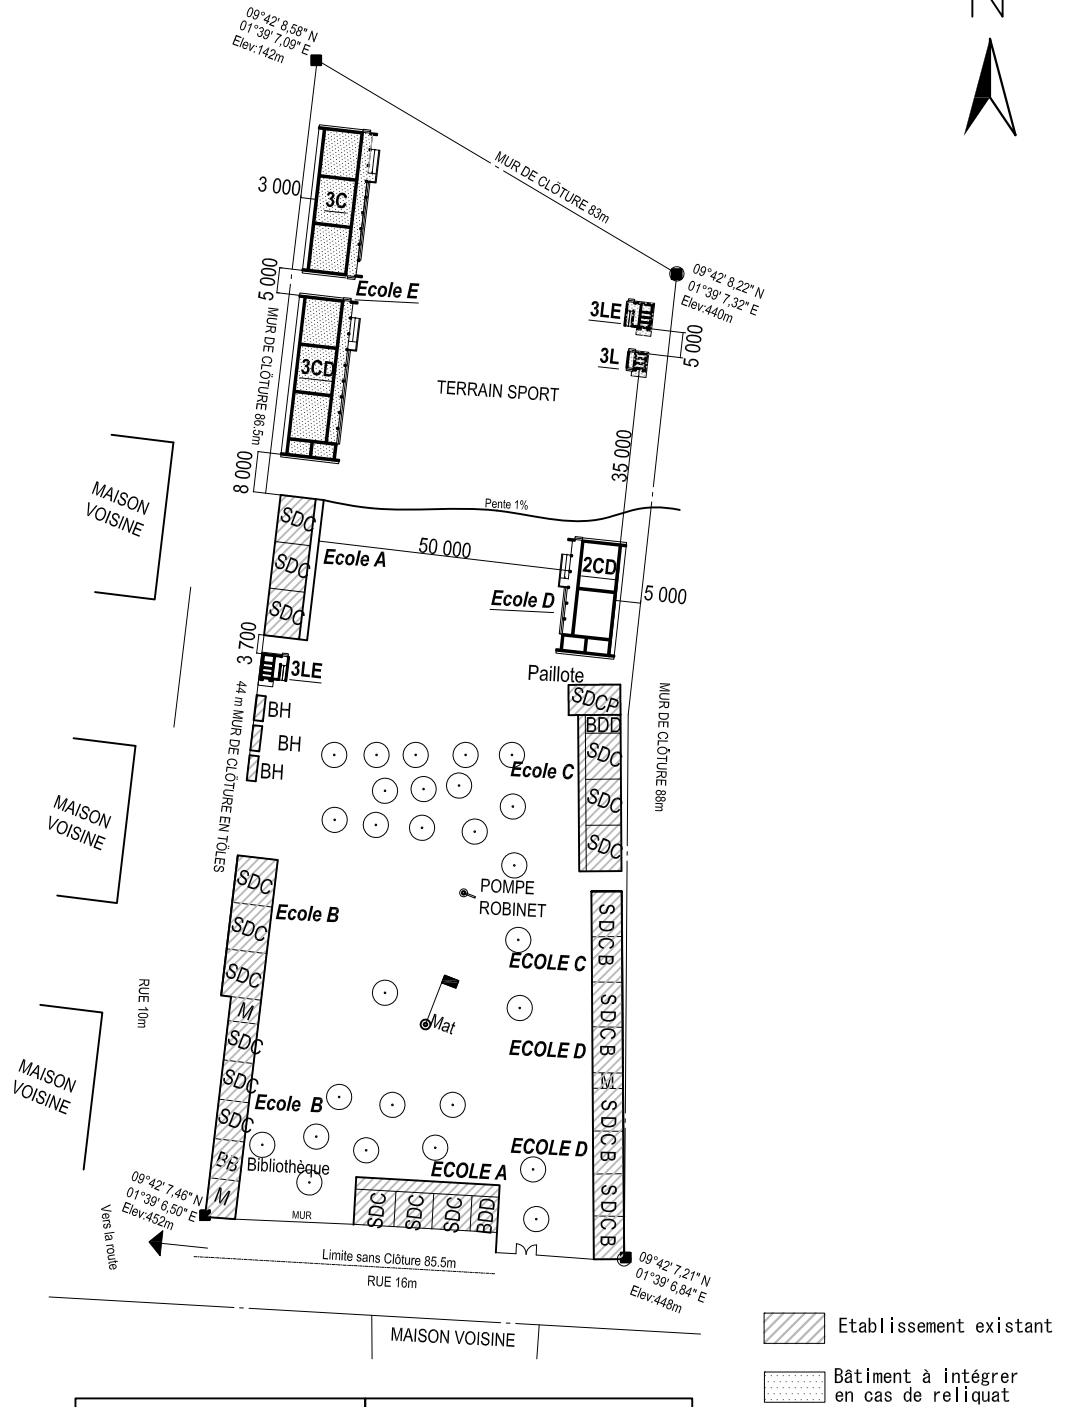 N
09°42' 8,58" N
01°39' 7,09" E
Elev:142m
MUR DE CLÔTURE 83m
3 000
3C
5 000
Ecole E
09°42' 8,22" N
01°39' 7,32" E
Elev:440m
3LE
5 000
3L
MUR DE CLÖTURE 86.5m
3CD
TERRAIN SPORT
35 000
8 000
MAISON
VOISINE
Pente 1%
SDC
SDC
SDC
Ecole A
50 000
2CD
Ecole D
5 000
3 700
3LE
Paillote
SDCP
BDD
SDC
SDC
SDC
Ecole C
MUR DE CLÔTURE 88m
44 m MUR DE CLÔTURE EN TÖLES
BH
BH
BH
MAISON
VOISINE
POMPE
ROBINET
SDC
SDC
SDC
Ecole B
M
SDC
SDC
SDC
Ecole B
BB
Bibliothèque
M
SDCB
ECOLE C
SDCB
ECOLE D
M
SDCB
ECOLE D
SDCB
RUE 10m
Mat
MAISON
VOISINE
ECOLE A
SDC
SDC
SDC
BDD
09°42' 7,46" N
01°39' 6,50" E
Elev:452m
MUR
Vers la route
Limite sans Clôture 85.5m
RUE 16m
09°42' 7,21" N
01°39' 6,84" E
Elev:448m
MAISON VOISINE
Etablissement existant
Bâtiment à intégrer
en cas de reliquat